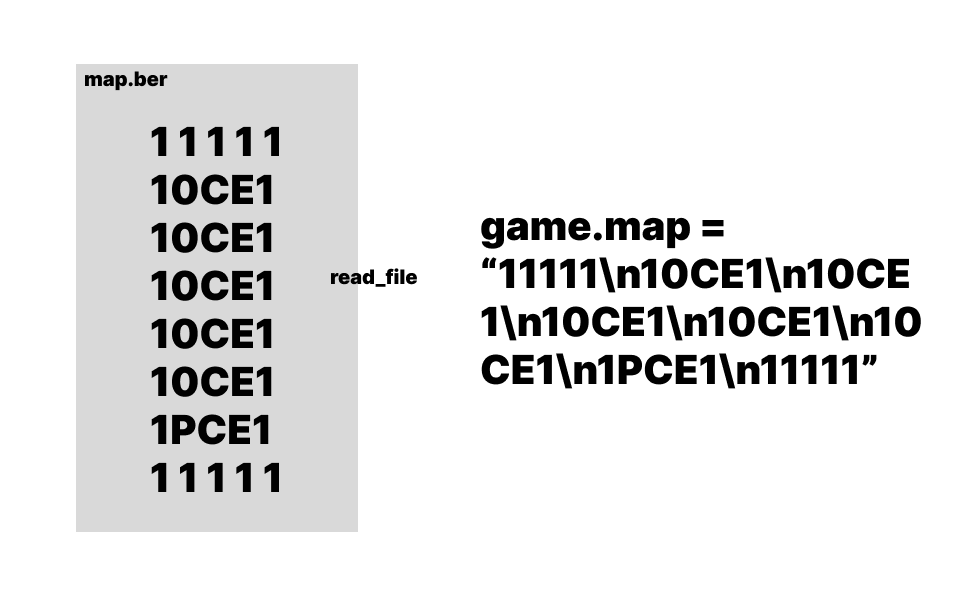 map.ber
11111
10CE1
10CE1
10CE1
10CE1
10CE1
1PCE1
11111
read_file
game.map =
“11111\n10CE1\n10CE
1\n10CE1\n10CE1\n10
CE1\n1PCE1\n11111”